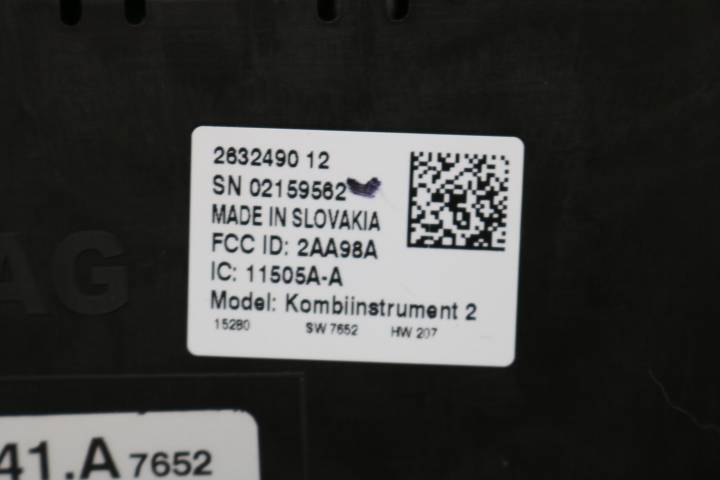 2632490 12
SN 02159562
MADE IN SLOVAKIA
FCC ID: 2AA98A
IC: 11505A-A
Model: Kombiinstrument 2
15280 SW 7652 HW 207
AG
41.A 7652